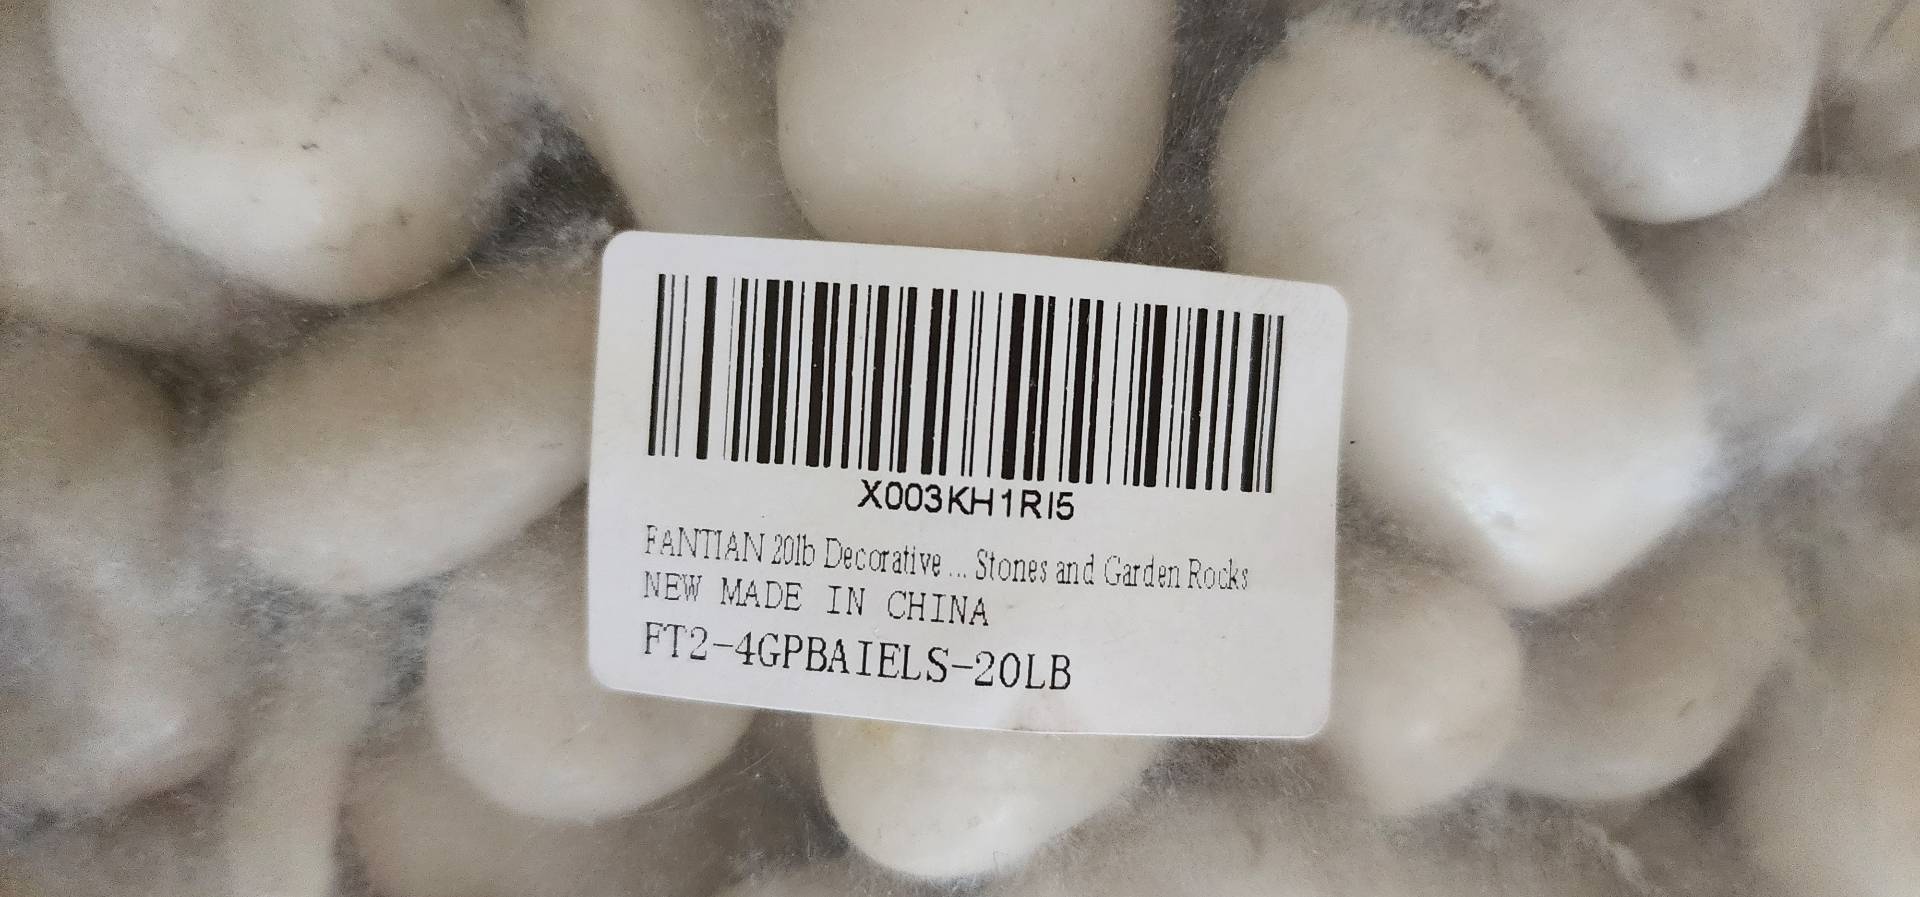 X003KH1RI5
FANTIAN 20lb Decorative ... Stones and Garden Rocks
NEW MADE IN CHINA
FT2-4GPBAIELS-20LB